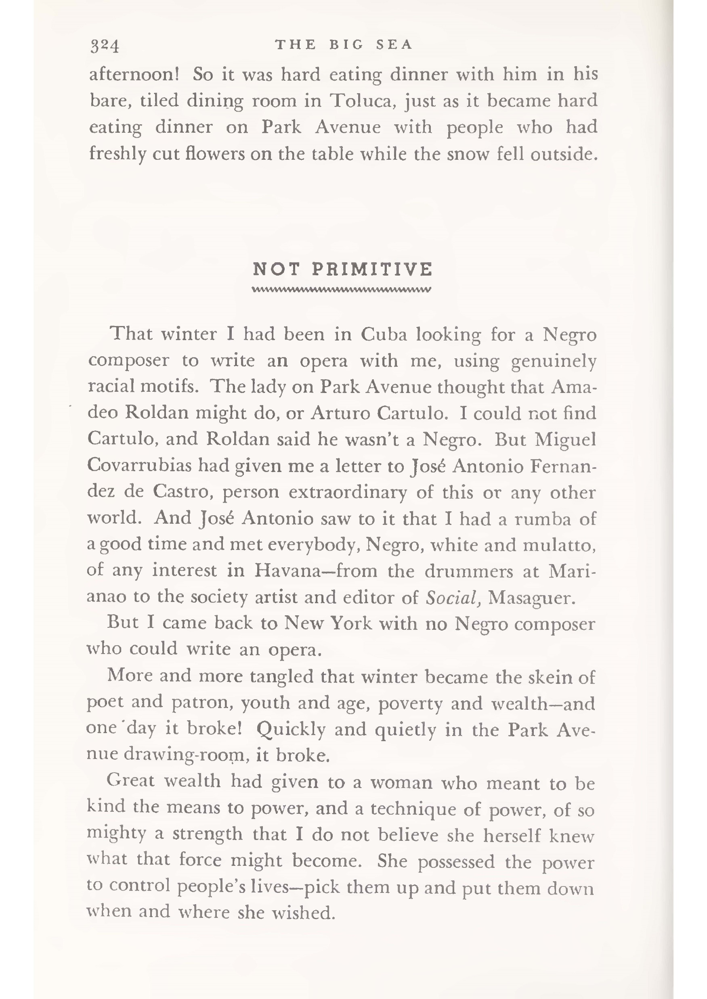 324 THE BIG SEA
afternoon! So it was hard eating dinner with him in his
bare, tiled dining room in Toluca, just as it became hard
eating dinner on Park Avenue with people who had
freshly cut flowers on the table while the snow fell outside.
NOT PRIMITIVE
That winter I had been in Cuba looking for a Negro
composer to write an opera with me, using genuinely
racial motifs. The lady on Park Avenue thought that Ama-
deo Roldan might do, or Arturo Cartulo. I could not find
Cartulo, and Roldan said he wasn't a Negro. But Miguel
Covarrubias had given me a letter to José Antonio Fernan-
dez de Castro, person extraordinary of this or any other
world. And José Antonio saw to it that I had a rumba of
a good time and met everybody, Negro, white and mulatto,
of any interest in Havana—from the drummers at Mari-
anao to the society artist and editor of Social, Masaguer.
But I came back to New York with no Negro composer
who could write an opera.
More and more tangled that winter became the skein of
poet and patron, youth and age, poverty and wealth—and
one day it broke! Quickly and quietly in the Park Ave-
nue drawing-room, it broke.
Great wealth had given to a woman who meant to be
kind the means to power, and a technique of power, of so
mighty a strength that I do not believe she herself knew
what that force might become. She possessed the power
to control people's lives—pick them up and put them down
when and where she wished.